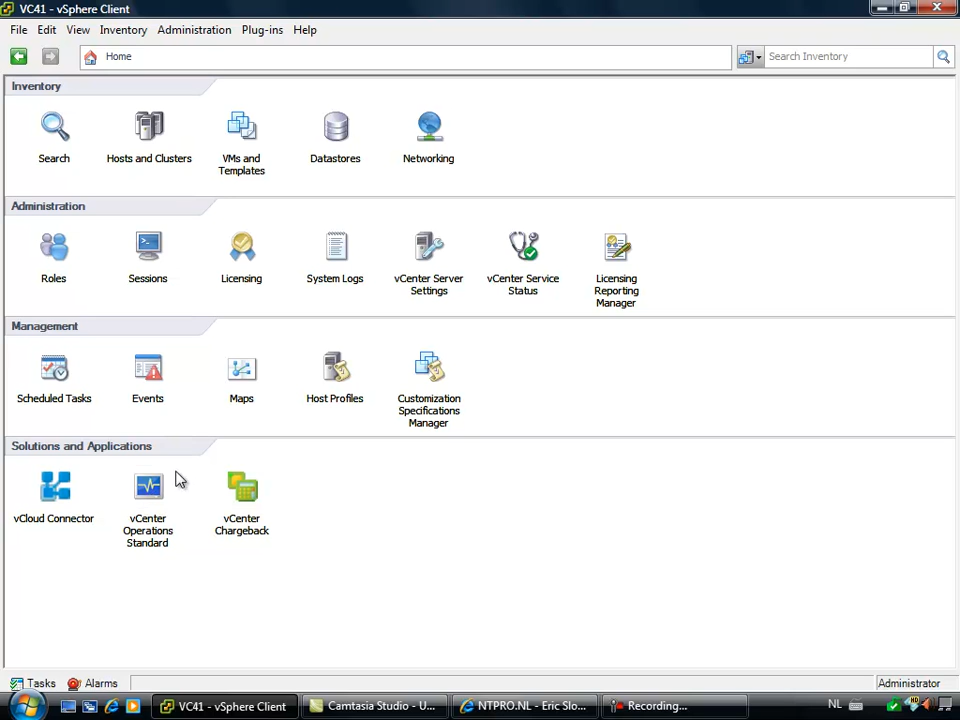 VC41 - vSphere Client
File Edit View Inventory Administration Plug-ins Help
Home
Search Inventory
Inventory
Search
Hosts and Clusters
VMs and
Templates
Datastores
Networking
Administration
Roles
Sessions
Licensing
System Logs
vCenter Server
Settings
vCenter Service
Status
Licensing
Reporting
Manager
Management
Scheduled Tasks
Events
Maps
Host Profiles
Customization
Specifications
Manager
Solutions and Applications
vCloud Connector
vCenter
Operations
Standard
vCenter
Chargeback
Tasks
Alarms
Administrator
VC41 - vSphere Client
Camtasia Studio - U...
NTPRO.NL - Eric Slo...
Recording...
NL
HD